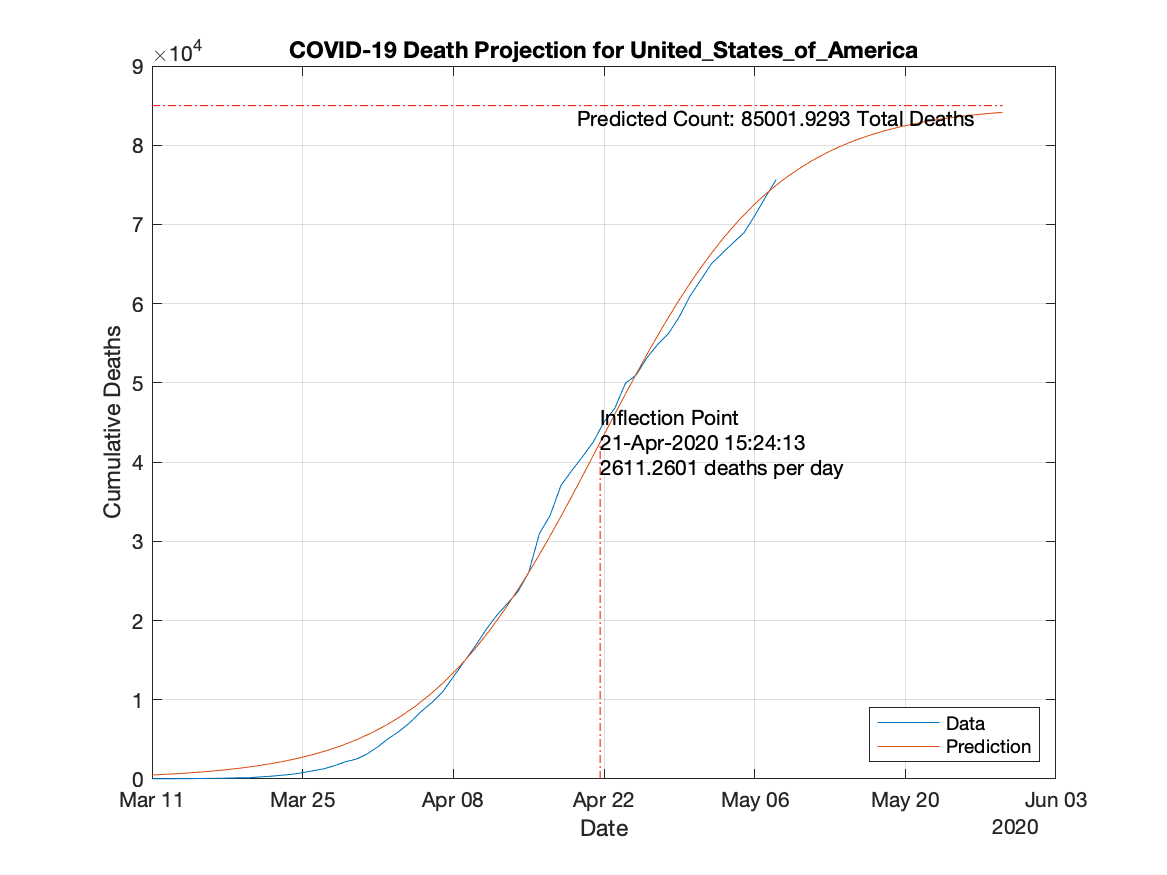 ×10^4
COVID-19 Death Projection for United_States_of_America
9
8
7
6
5
4
3
2
1
0
Cumulative Deaths
Predicted Count: 85001.9293 Total Deaths
Inflection Point
21-Apr-2020 15:24:13
2611.2601 deaths per day
Data
Prediction
Mar 11 Mar 25 Apr 08 Apr 22 May 06 May 20 Jun 03
Date
2020